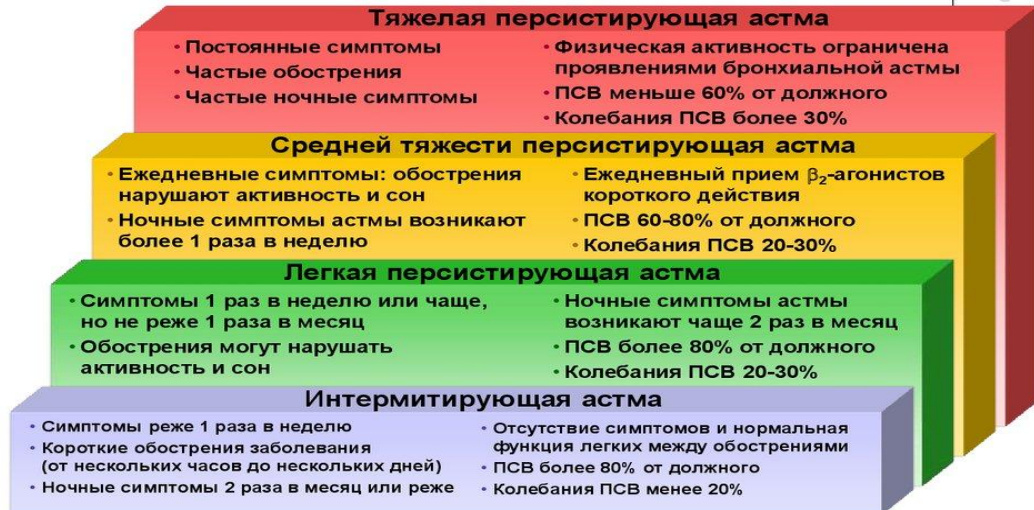 Тяжелая персистирующая астма
• Постоянные симптомы
• Частые обострения
• Частые ночные симптомы
• Физическая активность ограничена
проявлениями бронхиальной астмы
• ПСВ меньше 60% от должного
• Колебания ПСВ более 30%
Средней тяжести персистирующая астма
• Ежедневные симптомы: обострения
нарушают активность и сон
• Ночные симптомы астмы возникают
более 1 раза в неделю
• Ежедневный прием β₂-агонистов
короткого действия
• ПСВ 60-80% от должного
• Колебания ПСВ 20-30%
Легкая персистирующая астма
• Симптомы 1 раз в неделю или чаще,
но не реже 1 раза в месяц
• Обострения могут нарушать
активность и сон
• Ночные симптомы астмы
возникают чаще 2 раз в месяц
• ПСВ более 80% от должного
• Колебания ПСВ 20-30%
Интермитирующая астма
• Симптомы реже 1 раза в неделю
• Короткие обострения заболевания
(от нескольких часов до нескольких дней)
• Ночные симптомы 2 раза в месяц или реже
• Отсутствие симптомов и нормальная
функция легких между обострениями
• ПСВ более 80% от должного
• Колебания ПСВ менее 20%